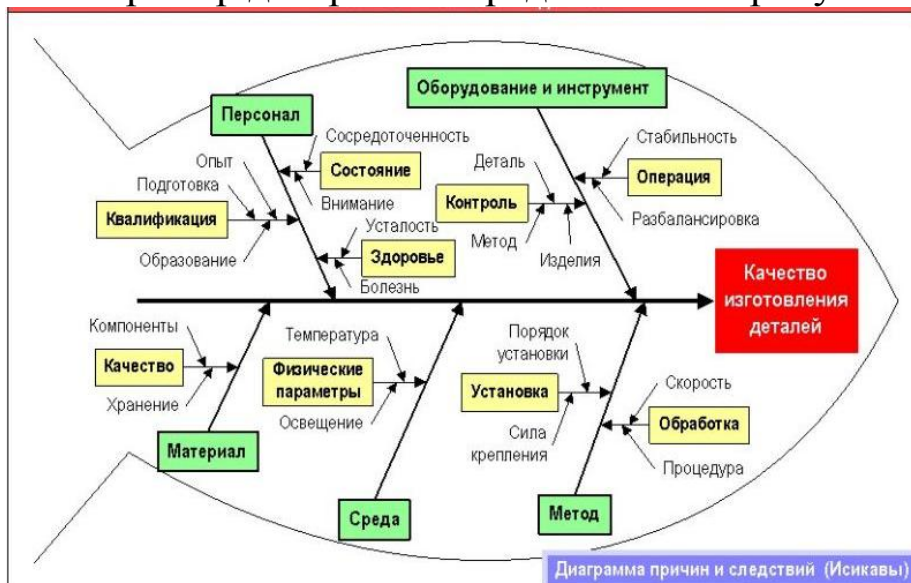 Персонал
Оборудование и инструмент
Сосредоточенность
Состояние
Внимание
Опыт
Подготовка
Квалификация
Образование
Усталость
Здоровье
Болезнь
Деталь
Контроль
Метод
Изделия
Стабильность
Операция
Разбалансировка
Качество
изготовления
деталей
Компоненты
Качество
Хранение
Материал
Температура
Физические
параметры
Освещение
Среда
Порядок
установки
Установка
Сила
крепления
Скорость
Обработка
Процедура
Метод
Диаграмма причин и следствий (Исикавы)